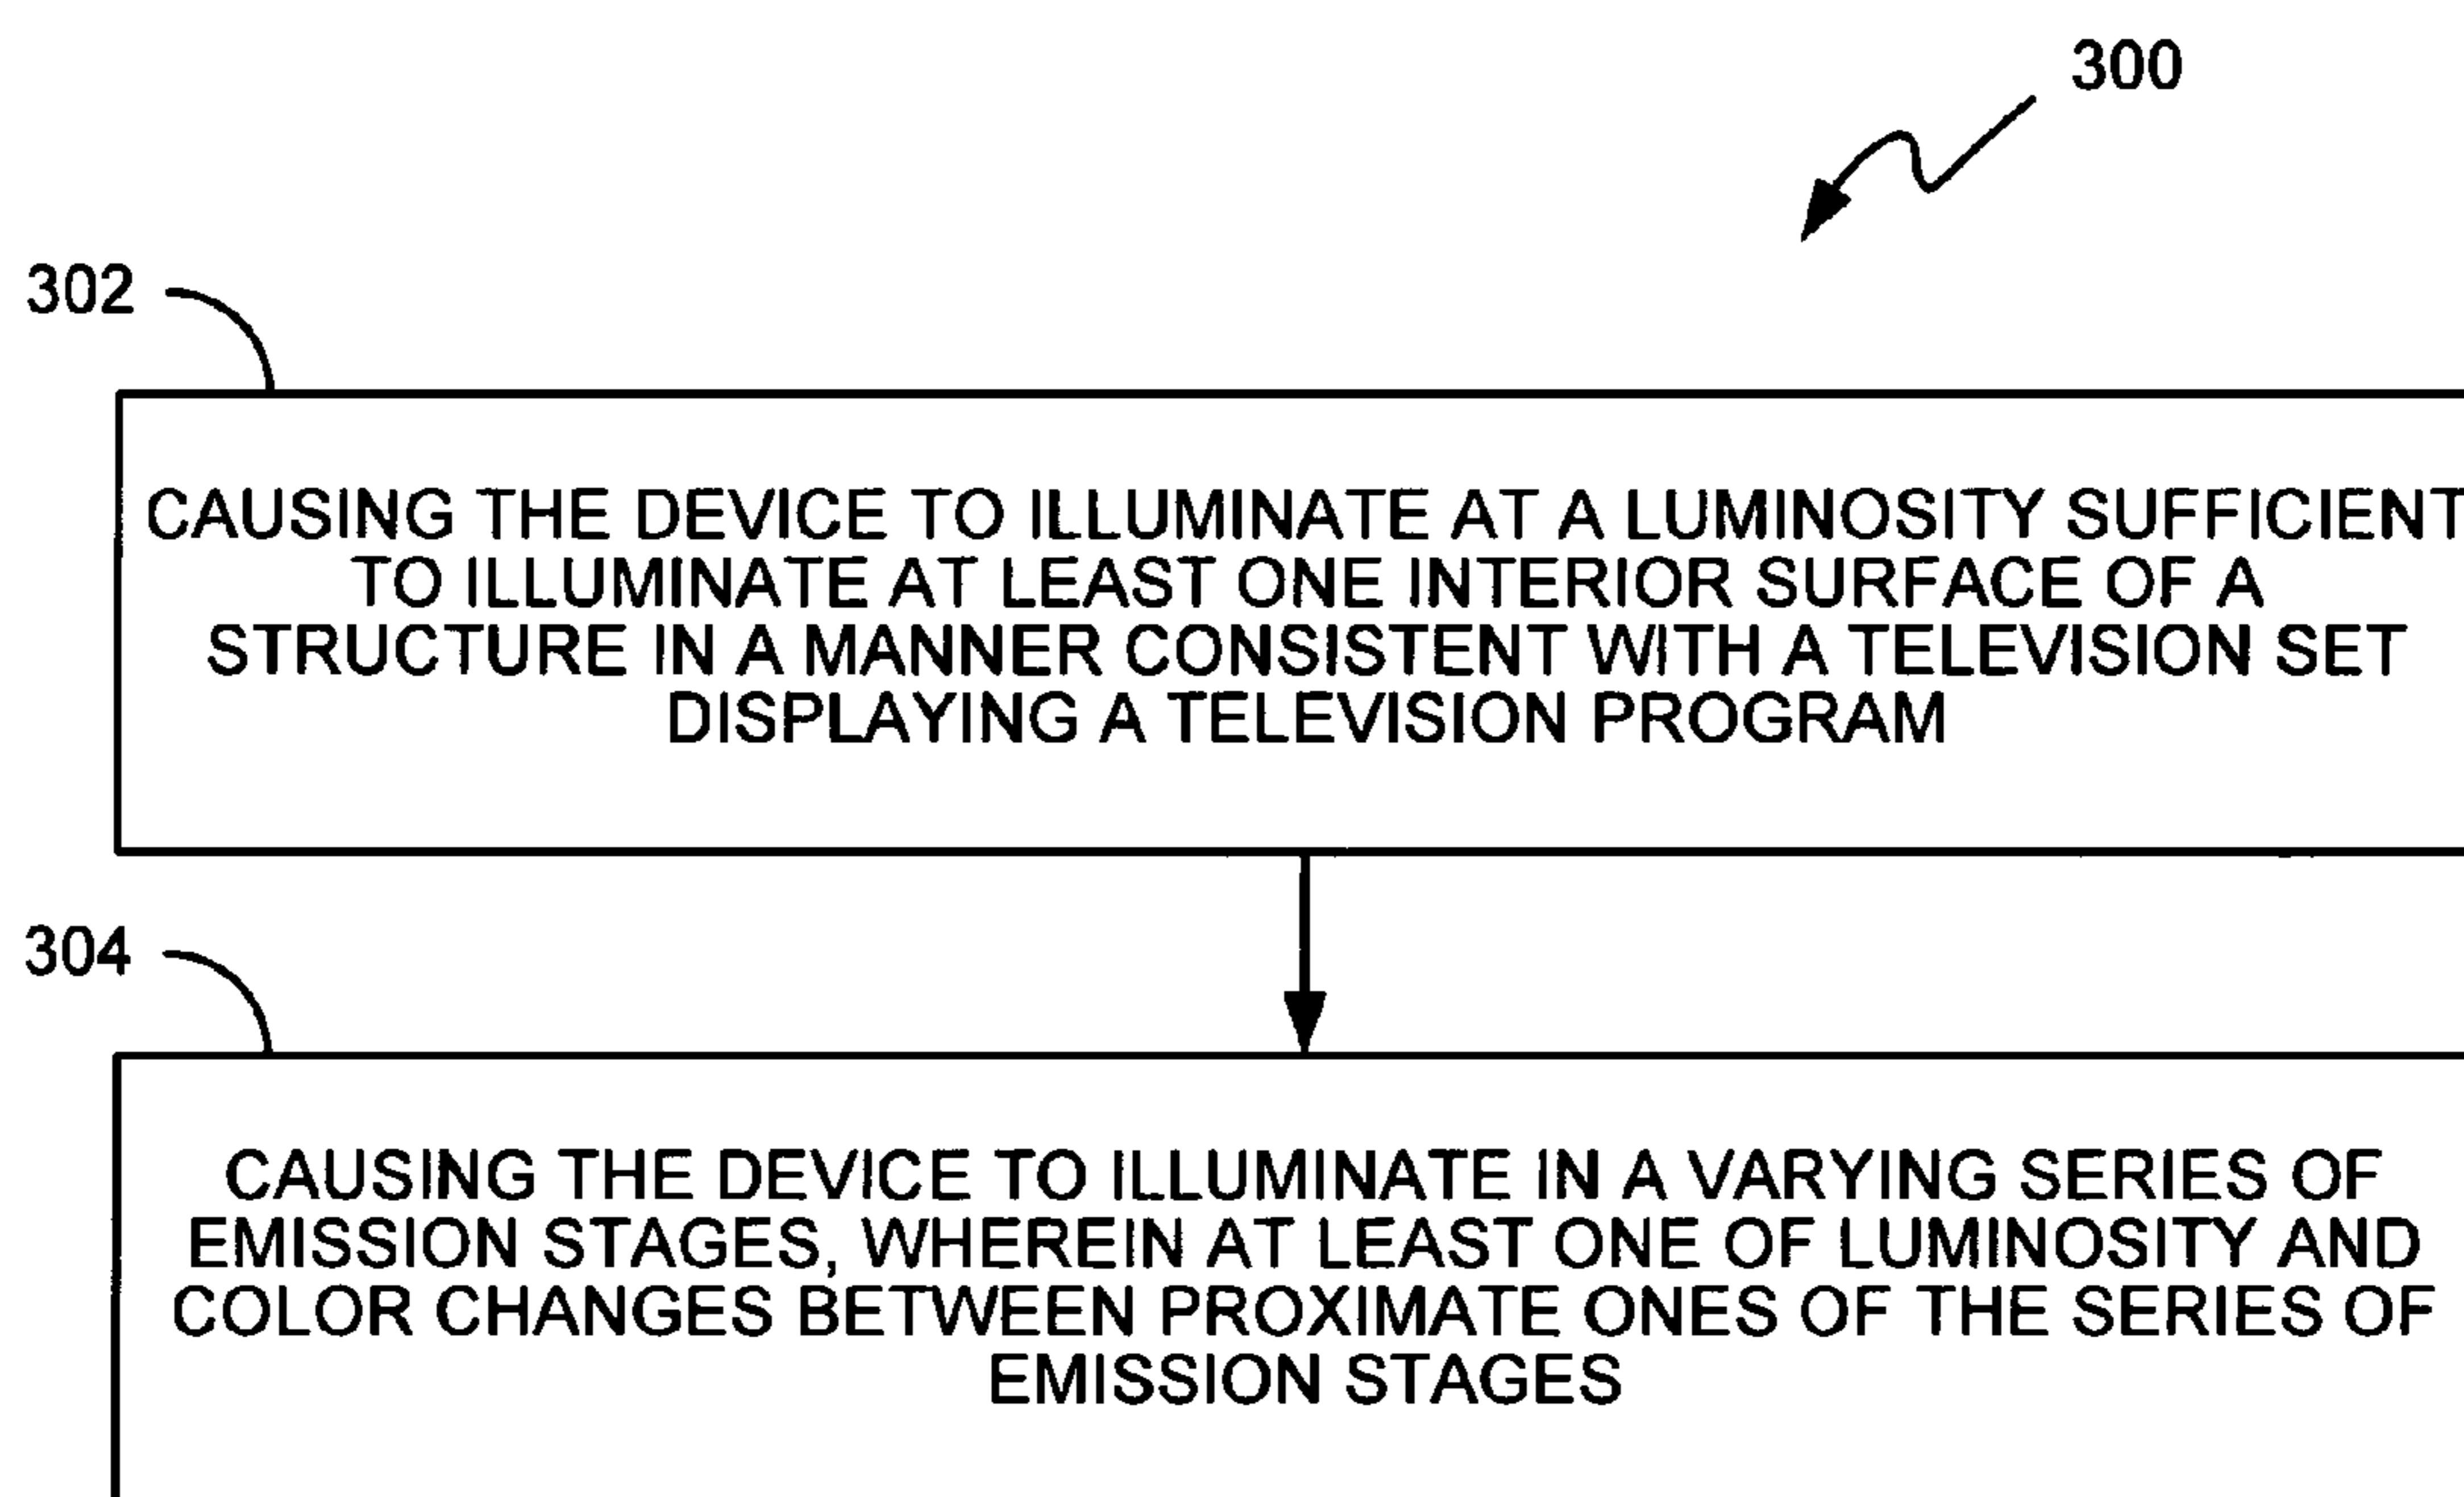 300
302
CAUSING THE DEVICE TO ILLUMINATE AT A LUMINOSITY SUFFICIENT
TO ILLUMINATE AT LEAST ONE INTERIOR SURFACE OF A
STRUCTURE IN A MANNER CONSISTENT WITH A TELEVISION SET
DISPLAYING A TELEVISION PROGRAM
304
CAUSING THE DEVICE TO ILLUMINATE IN A VARYING SERIES OF
EMISSION STAGES, WHEREIN AT LEAST ONE OF LUMINOSITY AND
COLOR CHANGES BETWEEN PROXIMATE ONES OF THE SERIES OF
EMISSION STAGES